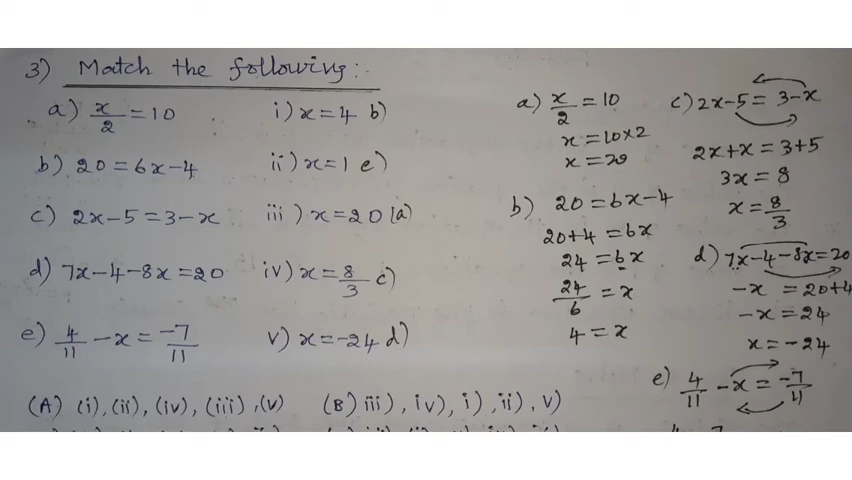 3) Match the following:
a) x/2 = 10 i) x = 4 b)
b) 20 = 6x - 4 ii) x = 1 e)
c) 2x - 5 = 3 - x iii) x = 20 (a)
d) 7x - 4 - 8x = 20 iv) x = 8/3 c)
e) 4/11 - x = -7/11 v) x = -24 d)
(A) (i), (ii), (iv), (iii), (v) (B) iii), iv), i), ii), v)
a) x/2 = 10
x = 10 × 2
x = 20
b) 20 = 6x - 4
20 + 4 = 6x
24 = 6x
24/6 = x
4 = x
c) 2x - 5 = 3 - x
2x + x = 3 + 5
3x = 8
x = 8/3
d) 7x - 4 - 8x = 20
-x = 20 + 4
-x = 24
x = -24
e) 4/11 - x = -7/11